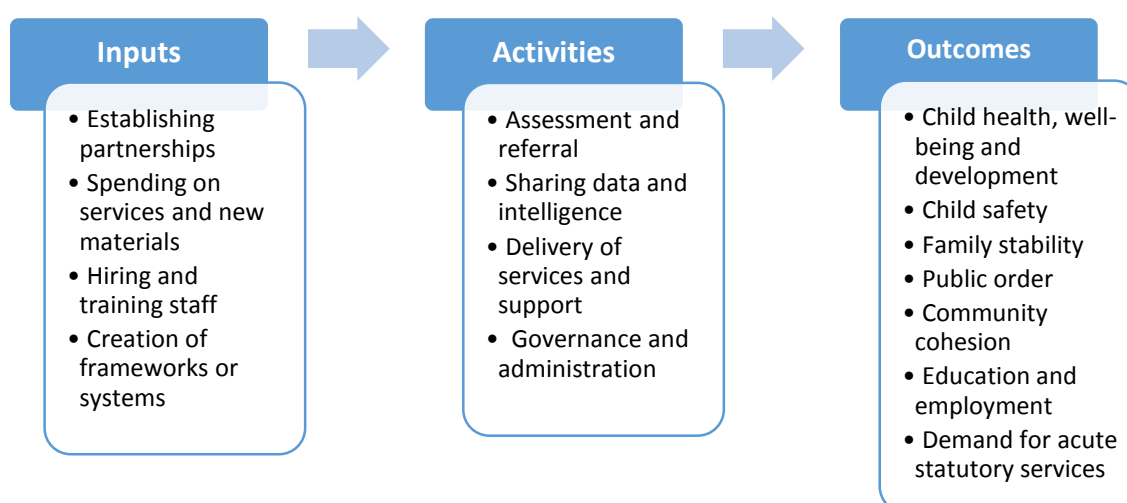 Inputs
• Establishing
partnerships
• Spending on
services and new
materials
• Hiring and
training staff
• Creation of
frameworks or
systems
Activities
• Assessment and
referral
• Sharing data and
intelligence
• Delivery of
services and
support
• Governance and
administration
Outcomes
• Child health, well-
being and
development
• Child safety
• Family stability
• Public order
• Community
cohesion
• Education and
employment
• Demand for acute
statutory services